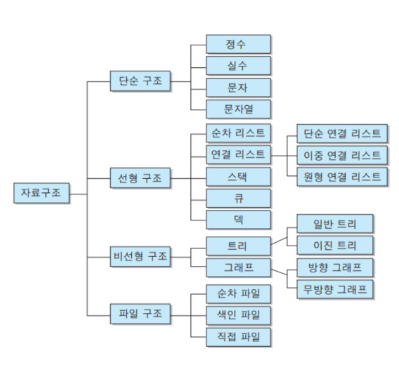 자료구조
단순 구조
정수
실수
문자
문자열
선형 구조
순차 리스트
연결 리스트
단순 연결 리스트
이중 연결 리스트
원형 연결 리스트
스택
큐
덱
비선형 구조
트리
일반 트리
이진 트리
그래프
방향 그래프
무방향 그래프
파일 구조
순차 파일
색인 파일
직접 파일